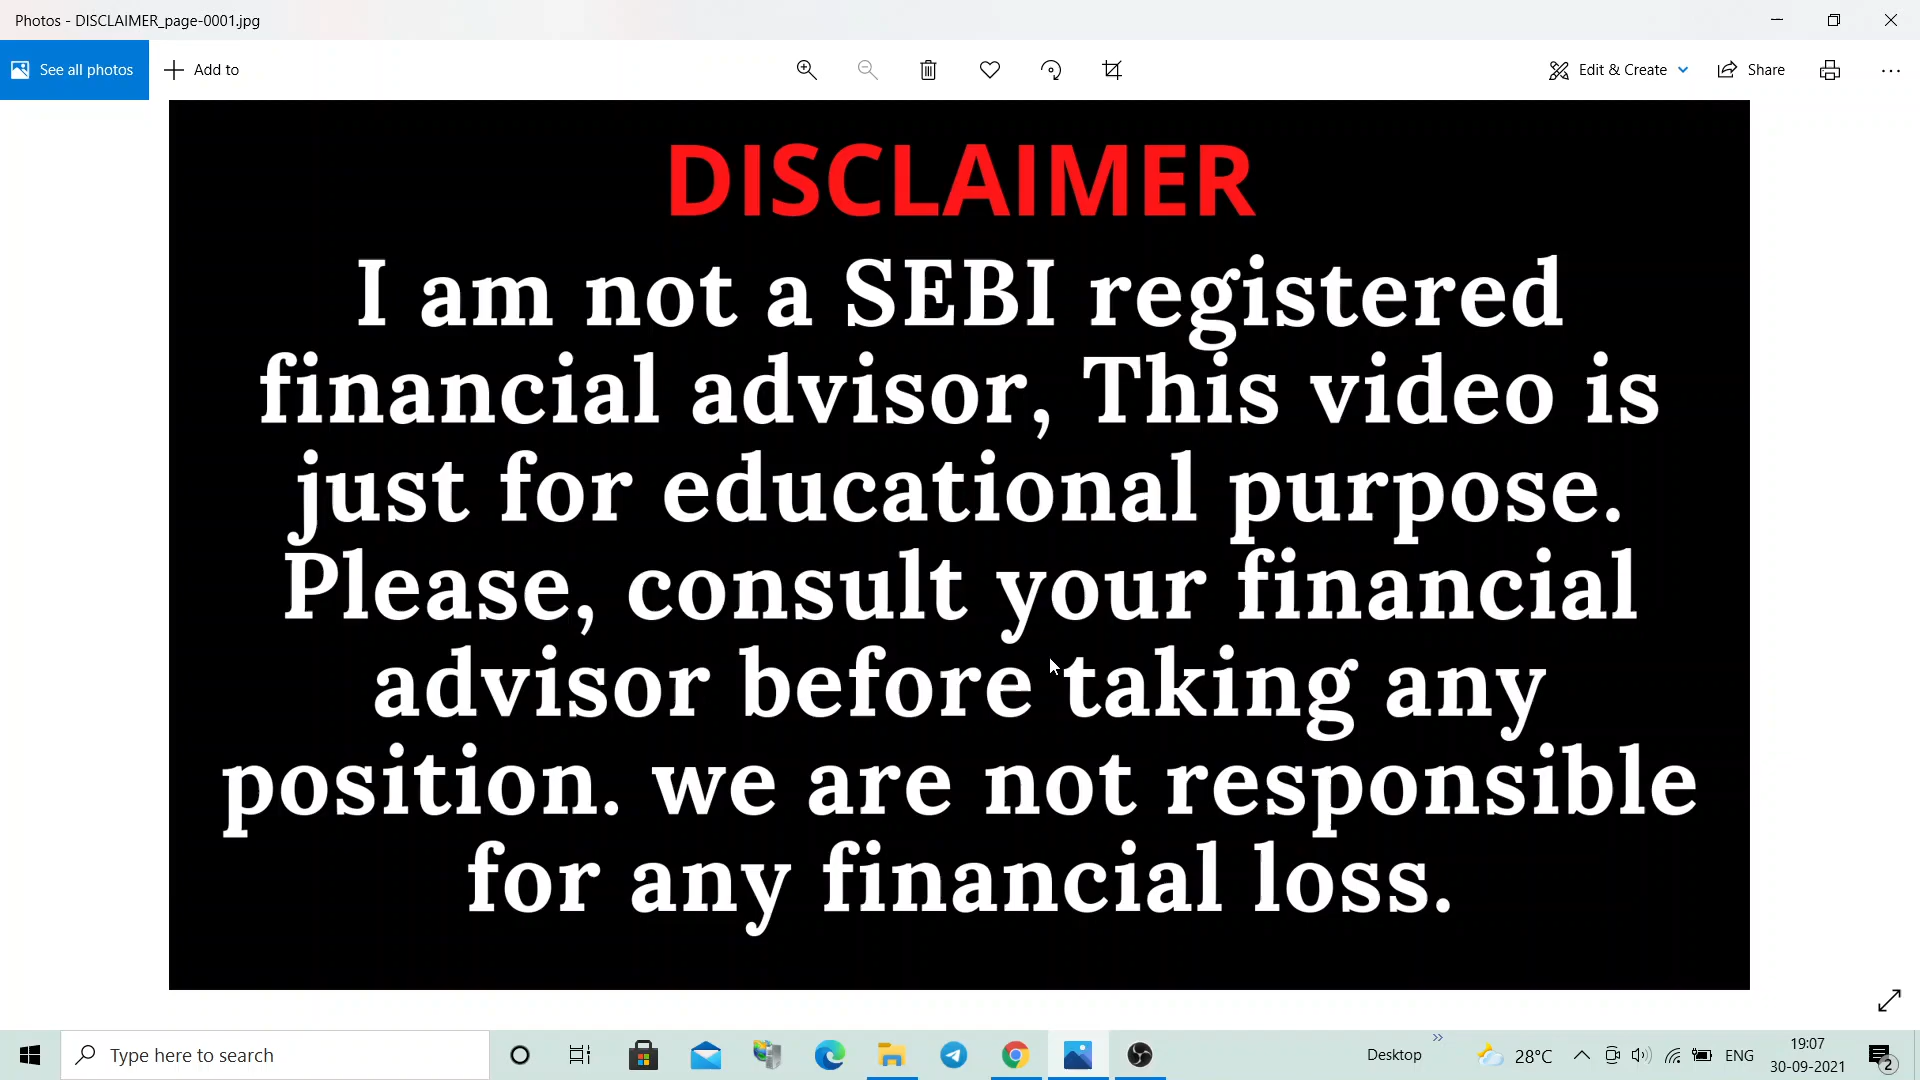 Photos - DISCLAIMER_page-0001.jpg
See all photos
Add to
Edit & Create
Share
DISCLAIMER
I am not a SEBI registered
financial advisor, This video is
just for educational purpose.
Please, consult your financial
advisor before taking any
position. we are not responsible
for any financial loss.
Type here to search
Desktop
28°C
ENG
19:07
30-09-2021
2